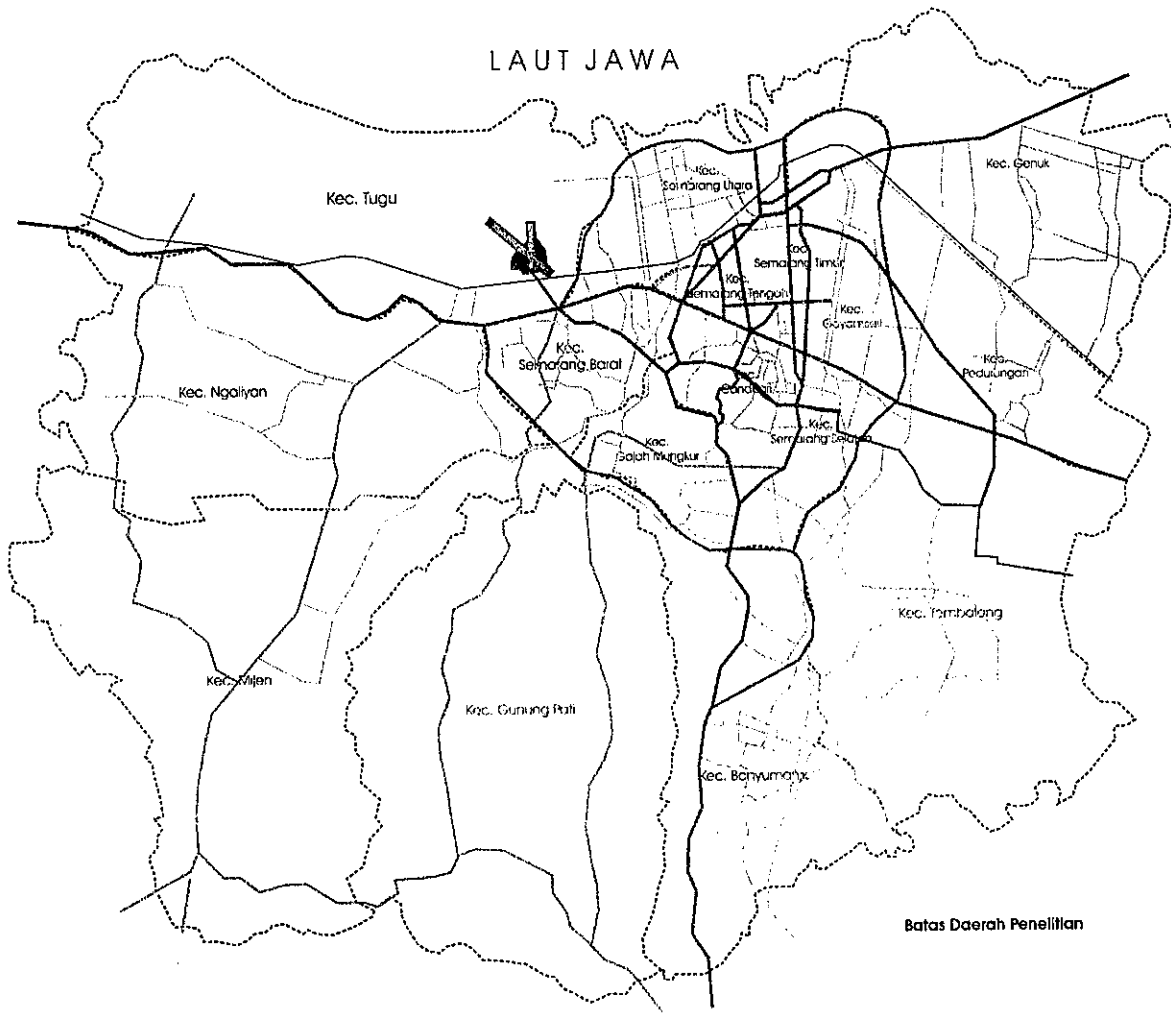 LAUT JAWA
Kec. Genuk
Kec.
Semarang Utara
Kec. Tugu
Kec.
Semarang Timur
Kec.
Semarang Tengah
Kec.
Gayamsari
Kec.
Semarang Barat
Kec.
Pedurungan
Kec. Ngaliyan
Kec.
Candisari
Kec.
Semarang Selatan
Kec.
Gajah Mungkur
Kec. Tembalang
Kec. Mijen
Kec. Gunung Pati
Kec. Banyumanik
Batas Daerah Penelitian